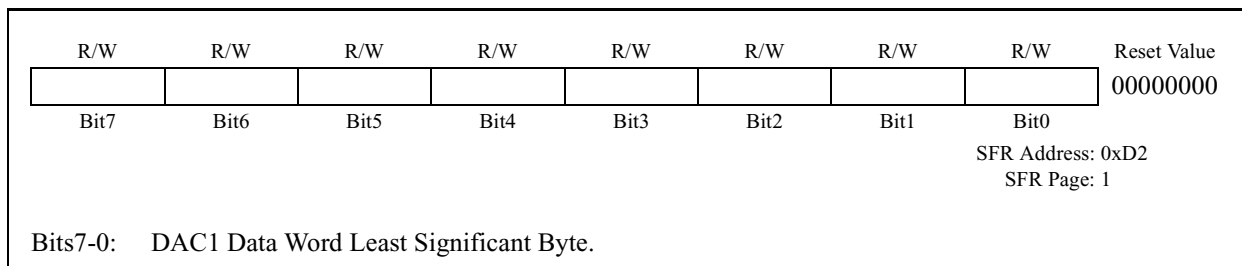 R/W R/W R/W R/W R/W R/W R/W R/W Reset Value
00000000
Bit7 Bit6 Bit5 Bit4 Bit3 Bit2 Bit1 Bit0
SFR Address: 0xD2
SFR Page: 1
Bits7-0: DAC1 Data Word Least Significant Byte.